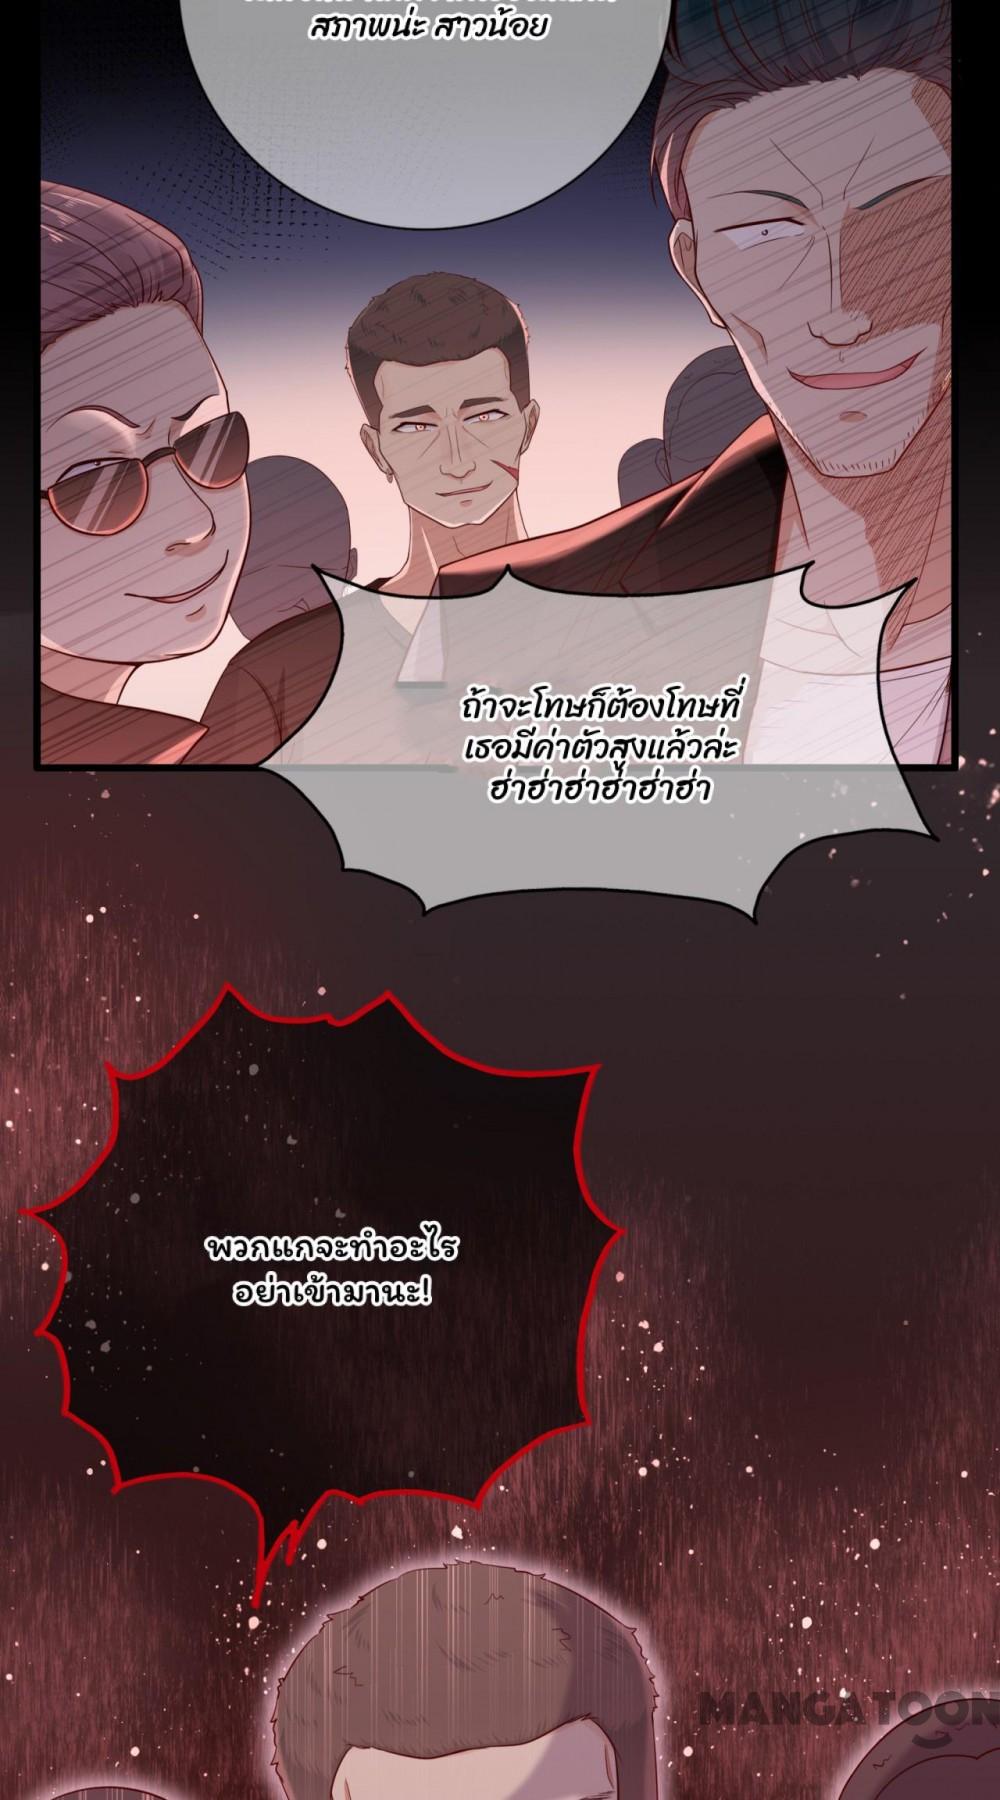 สภาพน่ะ สาวน้อย
ถ้าจะโทษก็ต้องโทษที่
เธอมีค่าตัวสูงแล้วล่ะ
ฮ่าฮ่าฮ่าฮ่าฮ่าฮ่า
พวกแกจะทำอะไร
อย่าเข้ามานะ!
MANGATOON